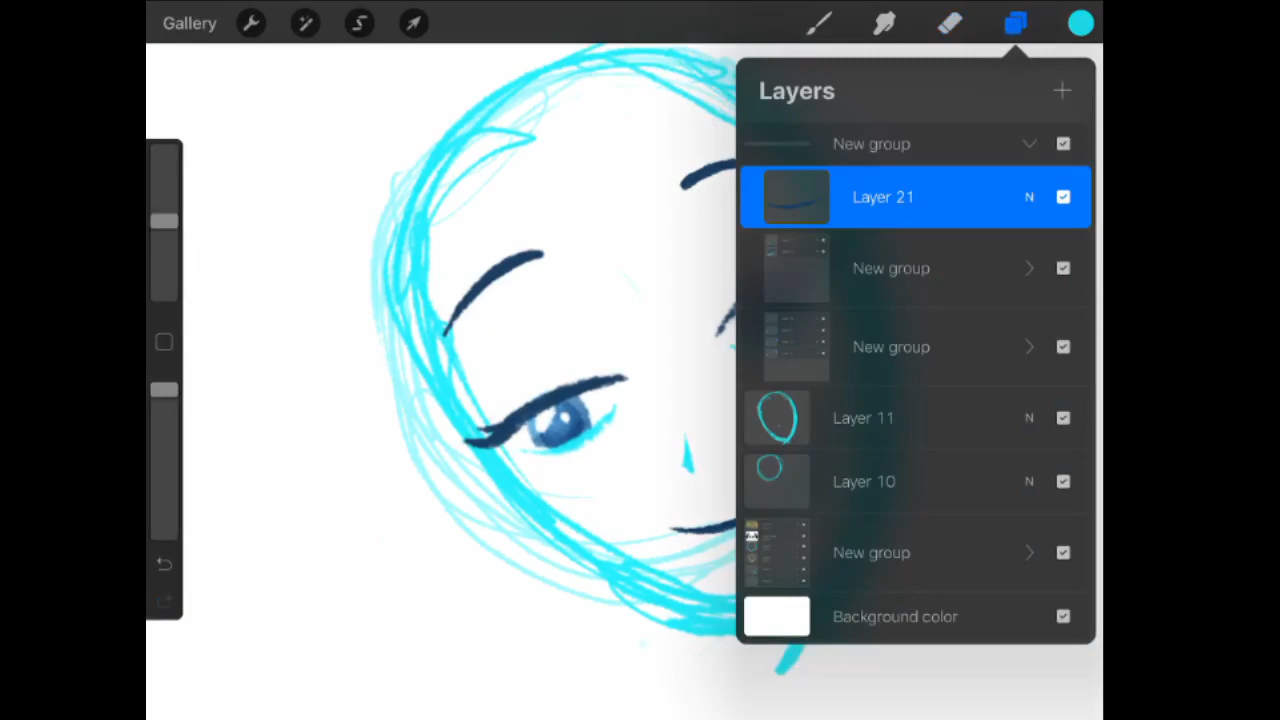 Gallery
Layers
New group
Layer 21 N
New group
New group
Layer 11 N
Layer 10 N
New group
Background color